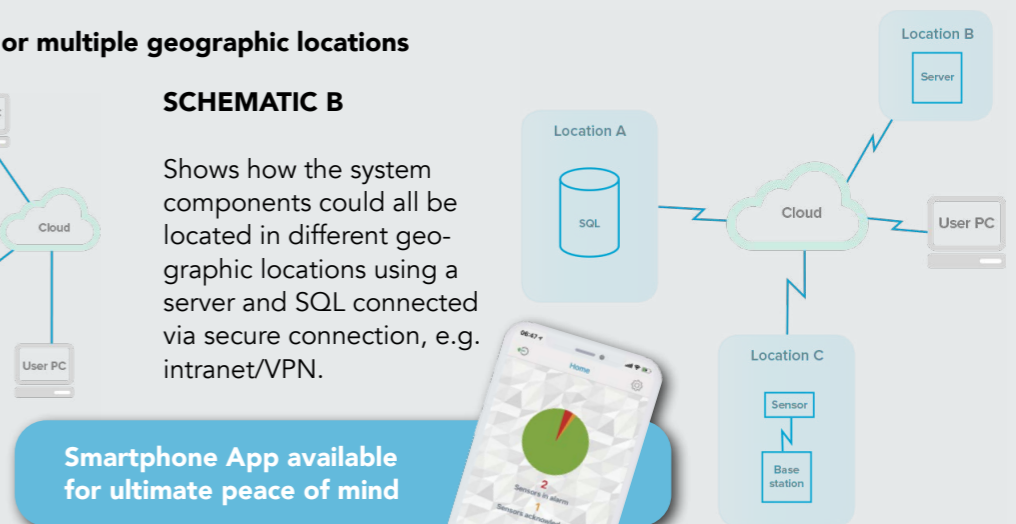 or multiple geographic locations
SCHEMATIC B
Shows how the system
components could all be
located in different geo-
graphic locations using a
server and SQL connected
via secure connection, e.g.
intranet/VPN.
Cloud
User PC
Smartphone App available
for ultimate peace of mind
06:47
Home
2
Sensors in alarm
1
Sensors
Location A
SQL
Location B
Server
Cloud
User PC
Location C
Sensor
Base
station